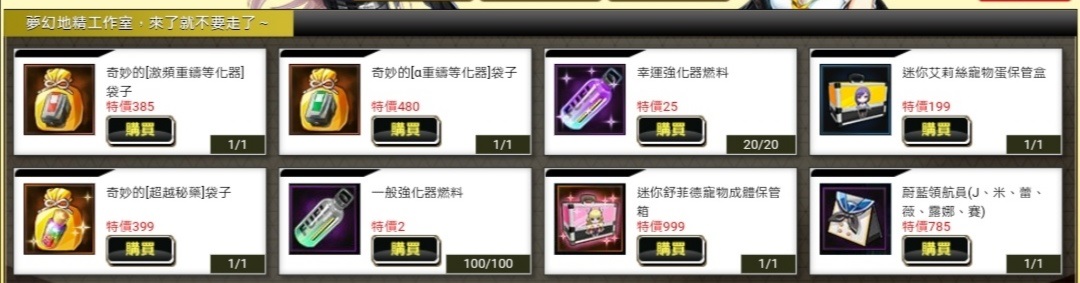 夢幻地精工作室，來了就不要走了~
奇妙的[激頻重鑄等化器]
袋子
特價385
購買
1/1
奇妙的[α重鑄等化器]袋子
特價480
購買
1/1
幸運強化器燃料
特價25
購買
20/20
迷你艾莉絲寵物蛋保管盒
特價199
購買
1/1
奇妙的[超越秘藥]袋子
特價399
購買
1/1
一般強化器燃料
特價2
購買
100/100
迷你舒菲德寵物成體保管
箱
特價999
購買
1/1
蔚藍領航員(J、米、蕾、
薇、露娜、賽)
特價785
購買
1/1